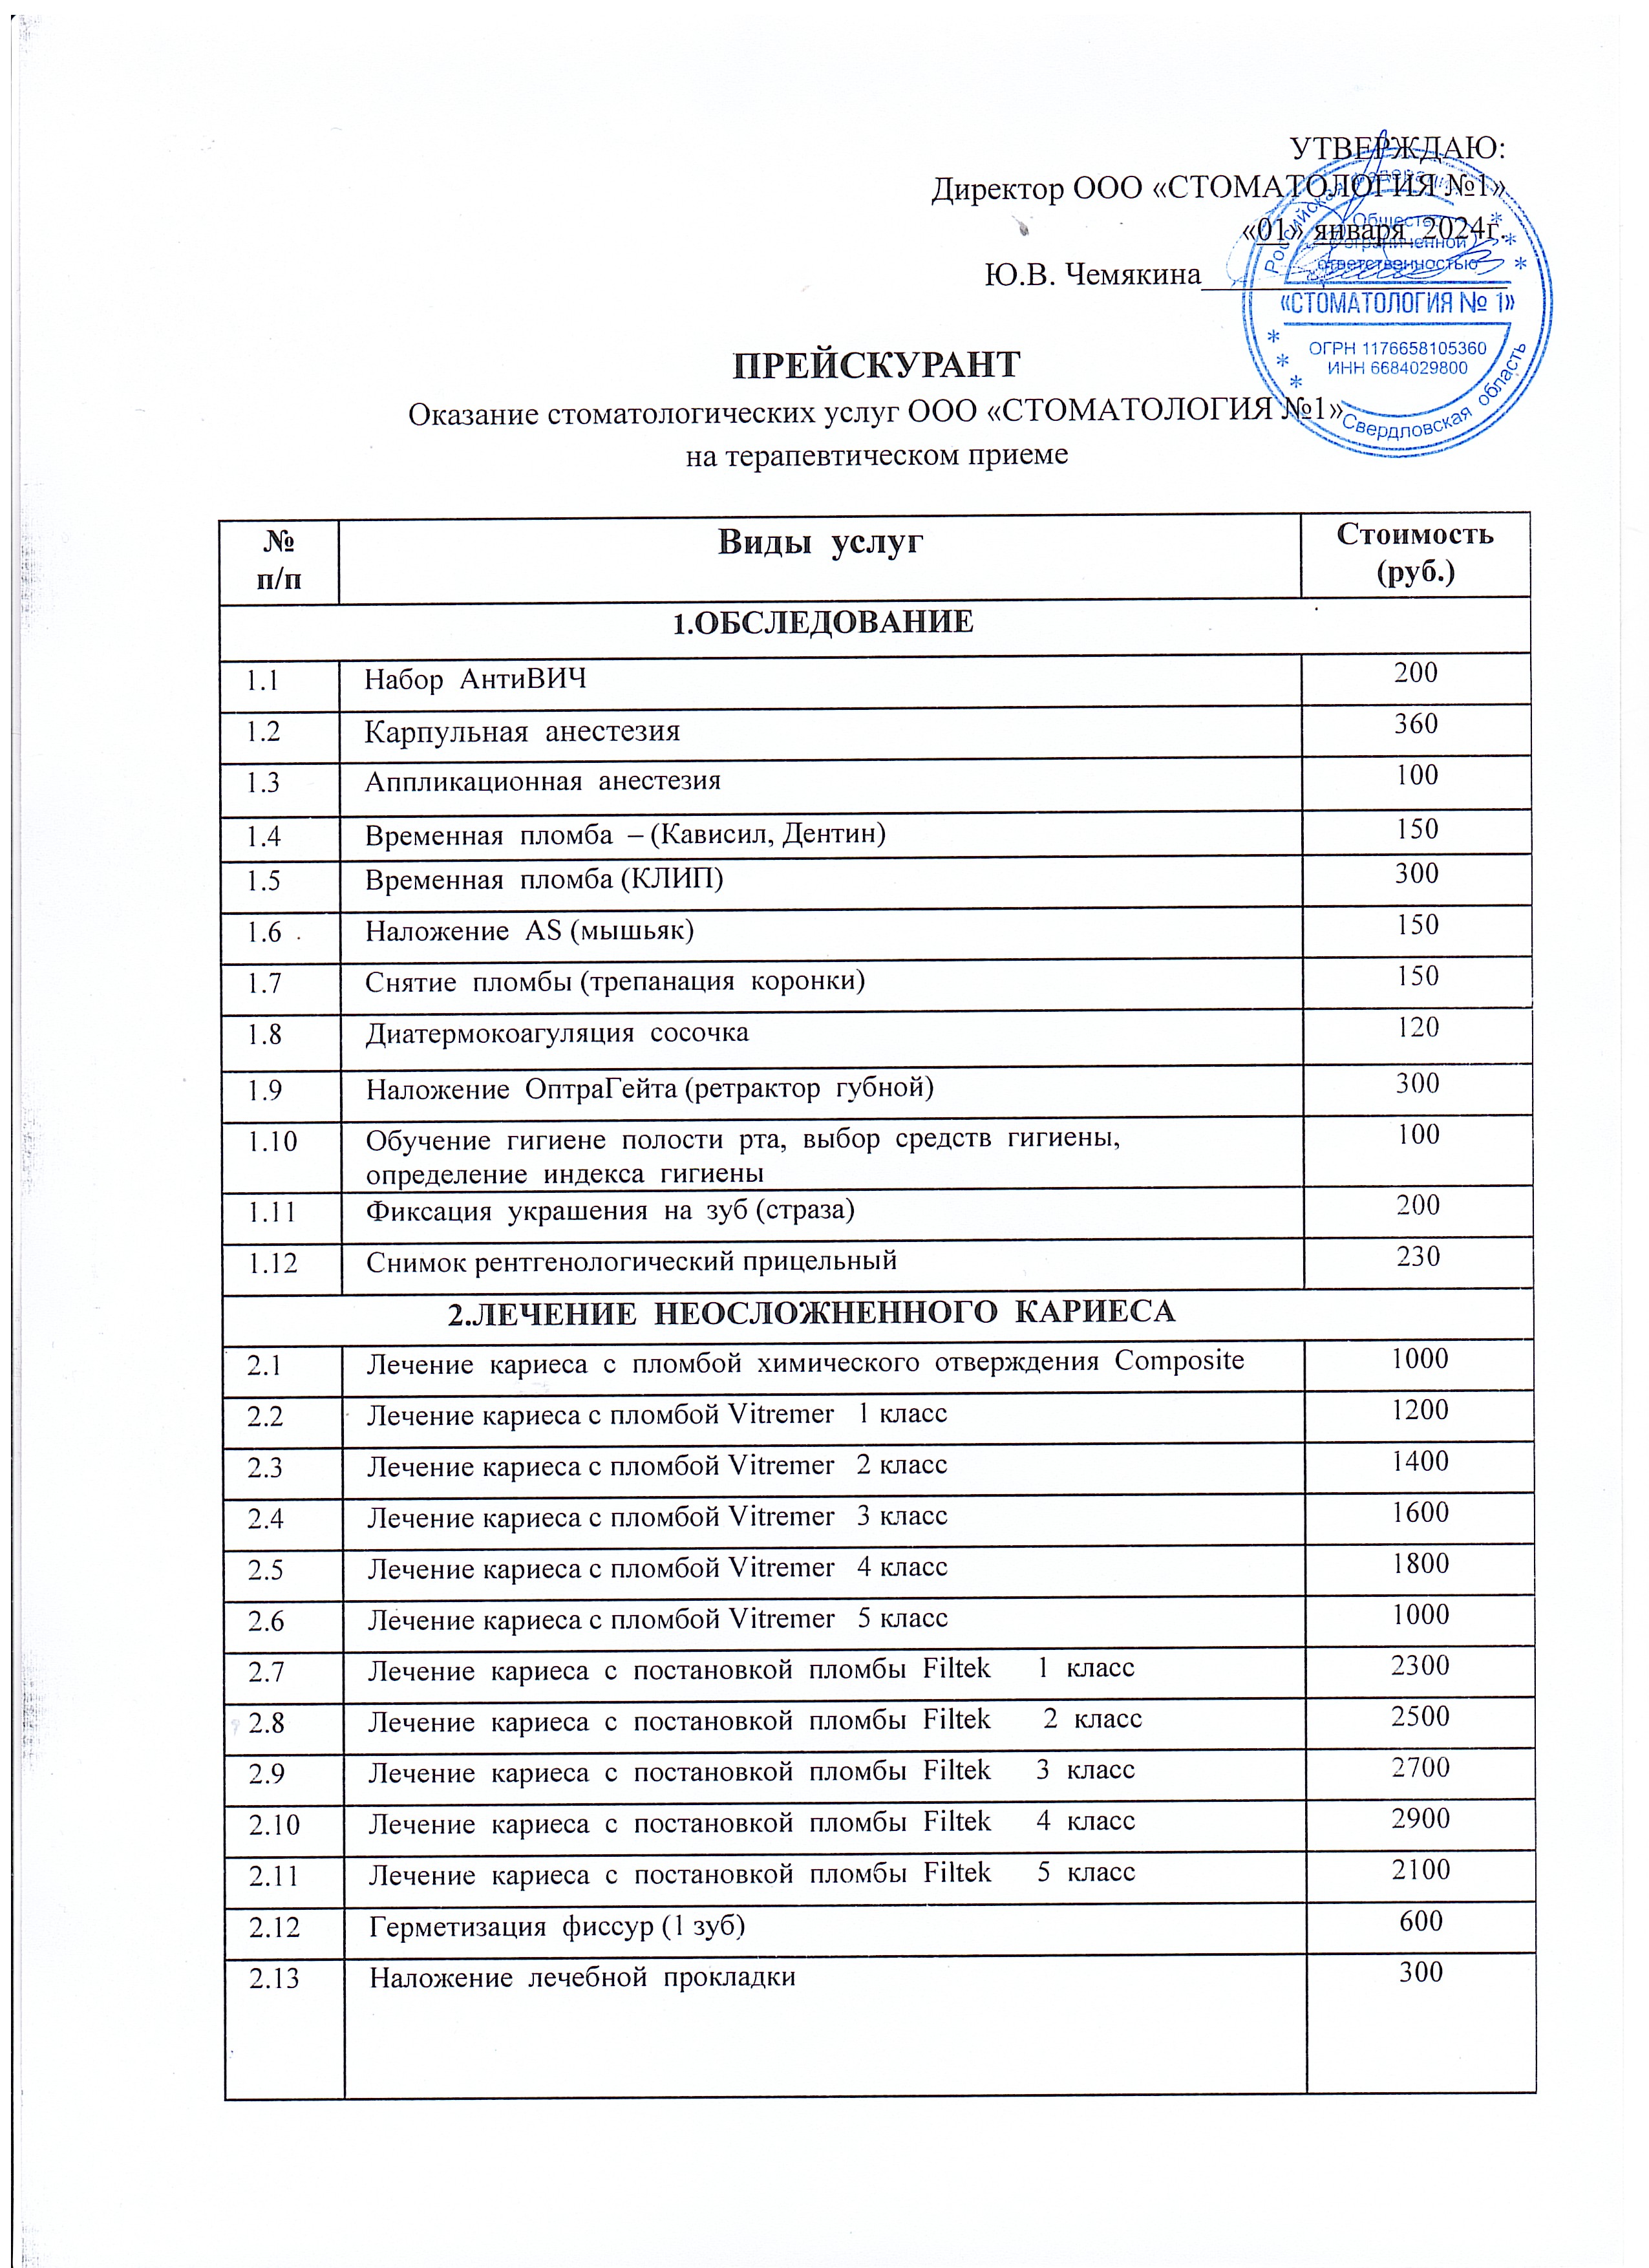 УТВЕРЖДАЮ:
Директор ООО «СТОМАТОЛОГИЯ №1»
«01» января 2024г.
Ю.В. Чемякина
Российская Федерация
Общество
ограниченной
ответственностью
«СТОМАТОЛОГИЯ № 1»
ОГРН 1176658105360
ИНН 6684029800
Свердловская область
ПРЕЙСКУРАНТ
Оказание стоматологических услуг ООО «СТОМАТОЛОГИЯ №1»
на терапевтическом приеме
№ п/п Виды услуг Стоимость (руб.)
1.ОБСЛЕДОВАНИЕ
1.1 Набор АнтиВИЧ 200
1.2 Карпульная анестезия 360
1.3 Аппликационная анестезия 100
1.4 Временная пломба – (Кависил, Дентин) 150
1.5 Временная пломба (КЛИП) 300
1.6 Наложение AS (мышьяк) 150
1.7 Снятие пломбы (трепанация коронки) 150
1.8 Диатермокоагуляция сосочка 120
1.9 Наложение ОптраГейта (ретрактор губной) 300
1.10 Обучение гигиене полости рта, выбор средств гигиены, 100
определение индекса гигиены
1.11 Фиксация украшения на зуб (страза) 200
1.12 Снимок рентгенологический прицельный 230
2.ЛЕЧЕНИЕ НЕОСЛОЖНЕННОГО КАРИЕСА
2.1 Лечение кариеса с пломбой химического отверждения Composite 1000
2.2 Лечение кариеса с пломбой Vitremer 1 класс 1200
2.3 Лечение кариеса с пломбой Vitremer 2 класс 1400
2.4 Лечение кариеса с пломбой Vitremer 3 класс 1600
2.5 Лечение кариеса с пломбой Vitremer 4 класс 1800
2.6 Лечение кариеса с пломбой Vitremer 5 класс 1000
2.7 Лечение кариеса с постановкой пломбы Filtek 1 класс 2300
2.8 Лечение кариеса с постановкой пломбы Filtek 2 класс 2500
2.9 Лечение кариеса с постановкой пломбы Filtek 3 класс 2700
2.10 Лечение кариеса с постановкой пломбы Filtek 4 класс 2900
2.11 Лечение кариеса с постановкой пломбы Filtek 5 класс 2100
2.12 Герметизация фиссур (1 зуб) 600
2.13 Наложение лечебной прокладки 300